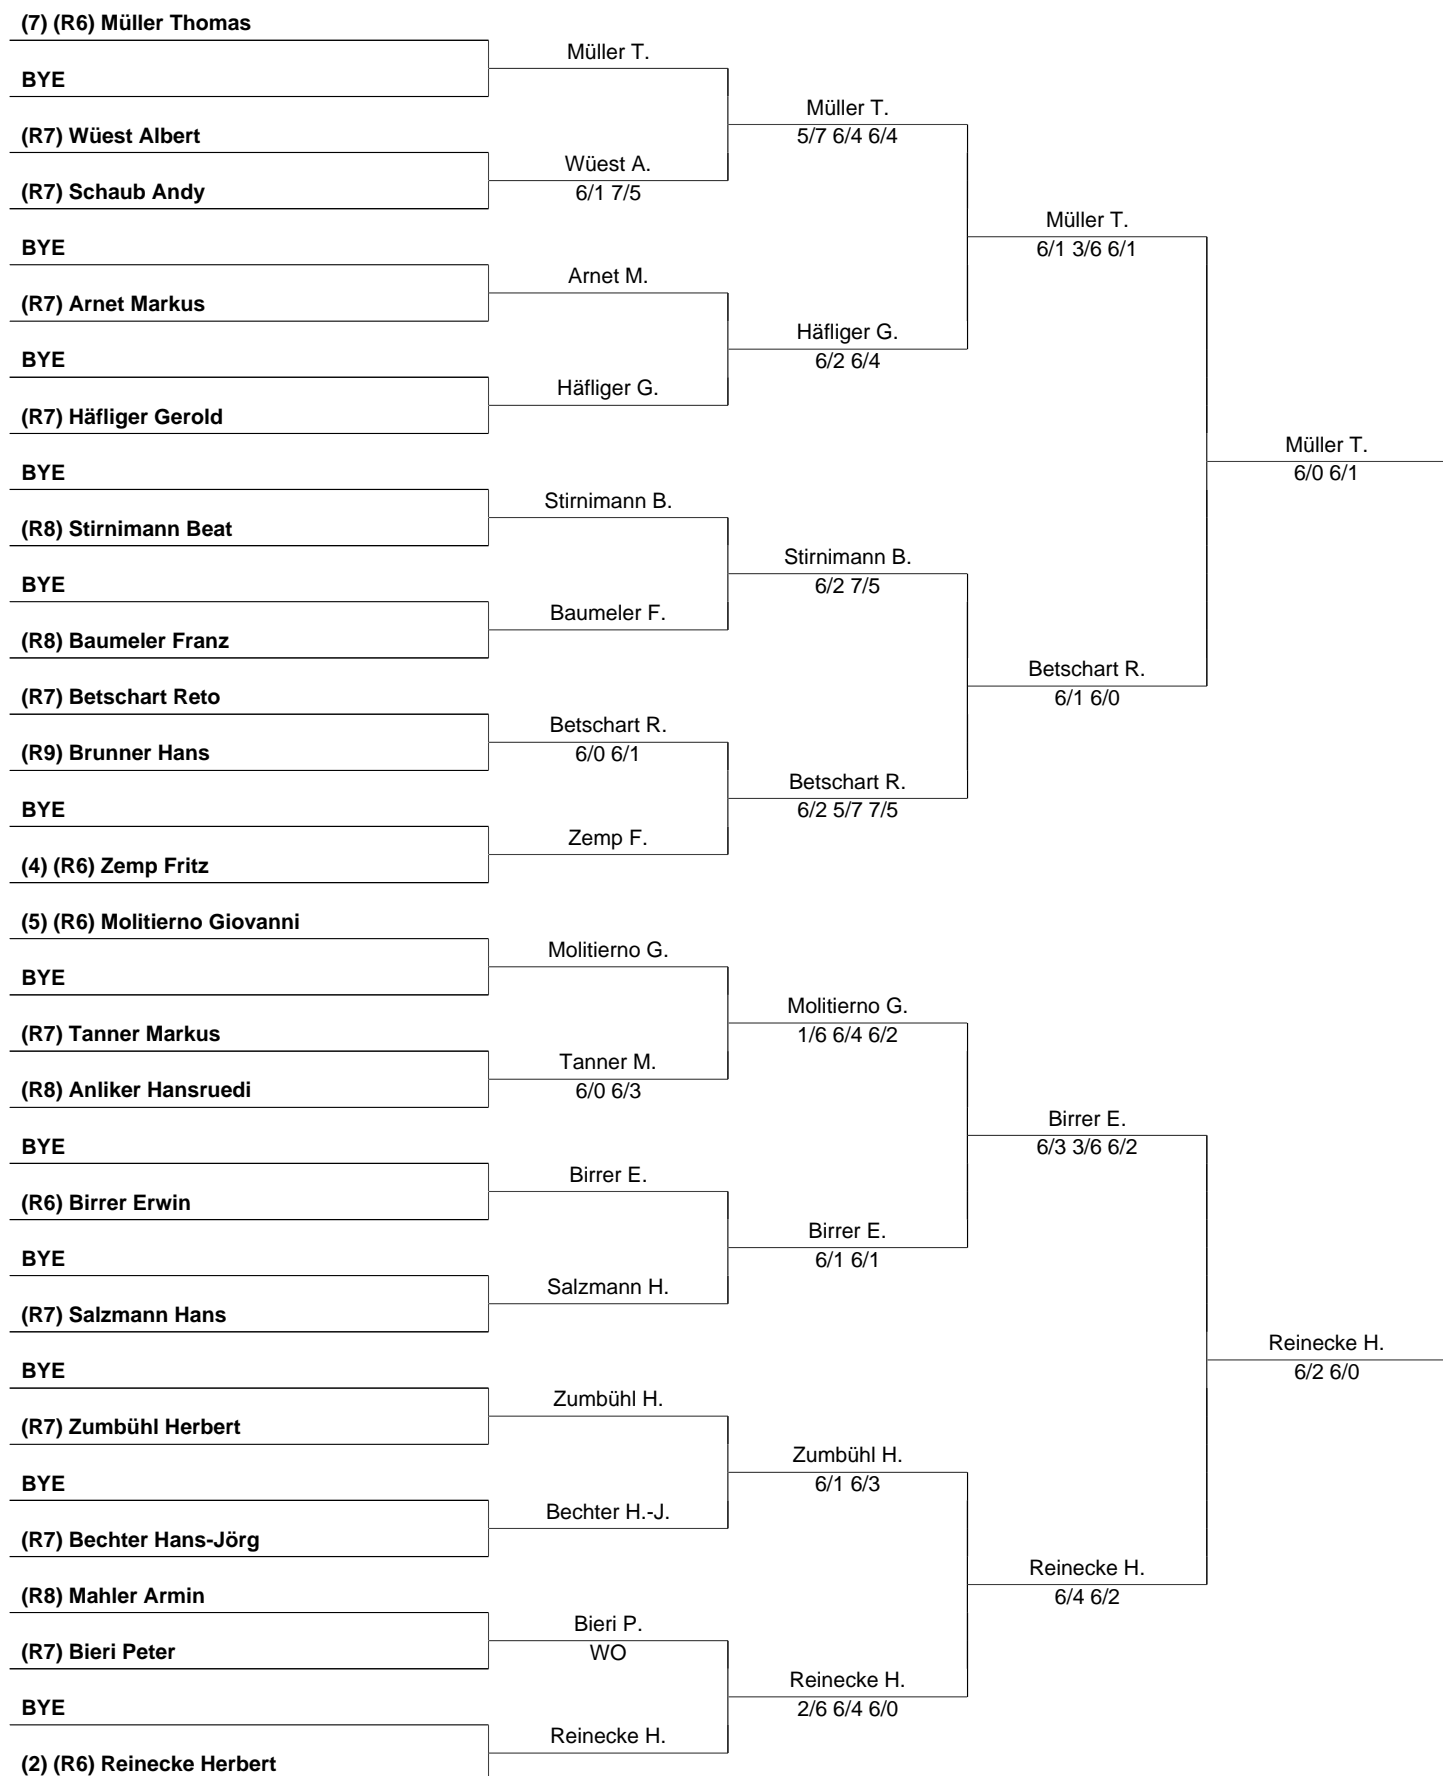 (7) (R6) Müller Thomas
Müller T.
BYE
Müller T.
(R7) Wüest Albert
5/7 6/4 6/4
Wüest A.
(R7) Schaub Andy
6/1 7/5
Müller T.
BYE
6/1 3/6 6/1
Arnet M.
(R7) Arnet Markus
Häfliger G.
BYE
6/2 6/4
Häfliger G.
(R7) Häfliger Gerold
Müller T.
BYE
6/0 6/1
Stirnimann B.
(R8) Stirnimann Beat
Stirnimann B.
BYE
6/2 7/5
Baumeler F.
(R8) Baumeler Franz
Betschart R.
(R7) Betschart Reto
6/1 6/0
Betschart R.
(R9) Brunner Hans
6/0 6/1
Betschart R.
BYE
6/2 5/7 7/5
Zemp F.
(4) (R6) Zemp Fritz
(5) (R6) Molitierno Giovanni
Molitierno G.
BYE
Molitierno G.
(R7) Tanner Markus
1/6 6/4 6/2
Tanner M.
(R8) Anliker Hansruedi
6/0 6/3
Birrer E.
BYE
6/3 3/6 6/2
Birrer E.
(R6) Birrer Erwin
Birrer E.
BYE
6/1 6/1
Salzmann H.
(R7) Salzmann Hans
Reinecke H.
BYE
6/2 6/0
Zumbühl H.
(R7) Zumbühl Herbert
Zumbühl H.
BYE
6/1 6/3
Bechter H.-J.
(R7) Bechter Hans-Jörg
Reinecke H.
(R8) Mahler Armin
6/4 6/2
Bieri P.
(R7) Bieri Peter
WO
Reinecke H.
BYE
2/6 6/4 6/0
Reinecke H.
(2) (R6) Reinecke Herbert